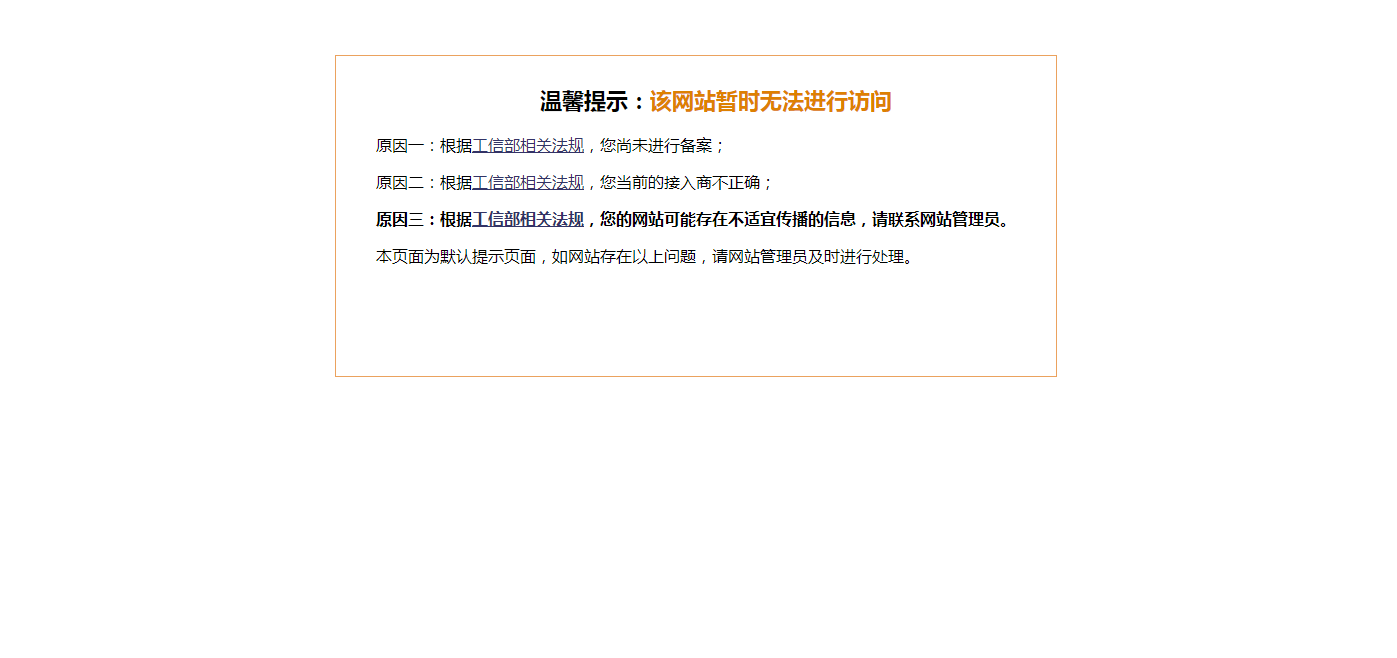 温馨提示：该网站暂时无法进行访问
原因一：根据工信部相关法规，您尚未进行备案；
原因二：根据工信部相关法规，您当前的接入商不正确；
原因三：根据工信部相关法规，您的网站可能存在不适宜传播的信息，请联系网站管理员。
本页面为默认提示页面，如网站存在以上问题，请网站管理员及时进行处理。